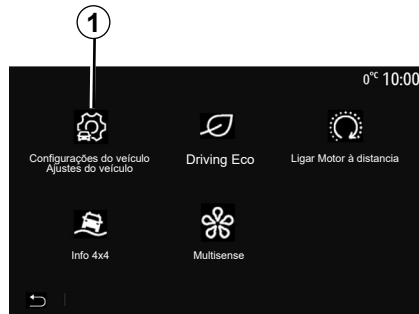 1
0°C 10:00
Configurações do veículo
Ajustes do veículo
Driving Eco
Ligar Motor à distancia
Info 4x4
Multisense